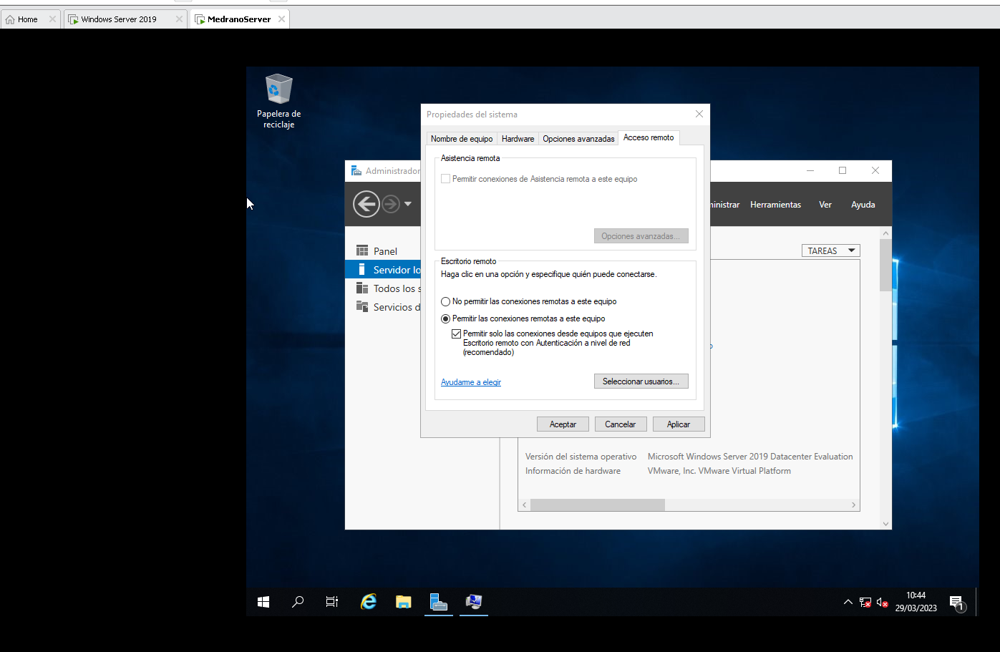 Home
Windows Server 2019
MedranoServer
Papelera de
reciclaje
Propiedades del sistema
Nombre de equipo
Hardware
Opciones avanzadas
Acceso remoto
Asistencia remota
Permitir conexiones de Asistencia remota a este equipo
Opciones avanzadas...
Escritorio remoto
Haga clic en una opción y especifique quién puede conectarse.
No permitir las conexiones remotas a este equipo
Permitir las conexiones remotas a este equipo
Permitir solo las conexiones desde equipos que ejecuten
Escritorio remoto con Autenticación a nivel de red
(recomendado)
Ayudarme a elegir
Seleccionar usuarios...
Aceptar
Cancelar
Aplicar
Administrador
ninistrar
Herramientas
Ver
Ayuda
Panel
Servidor lo
Todos los s
Servicios d
TAREAS
Versión del sistema operativo
Microsoft Windows Server 2019 Datacenter Evaluation
Información de hardware
VMware, Inc. VMware Virtual Platform
10:44
29/03/2023
1